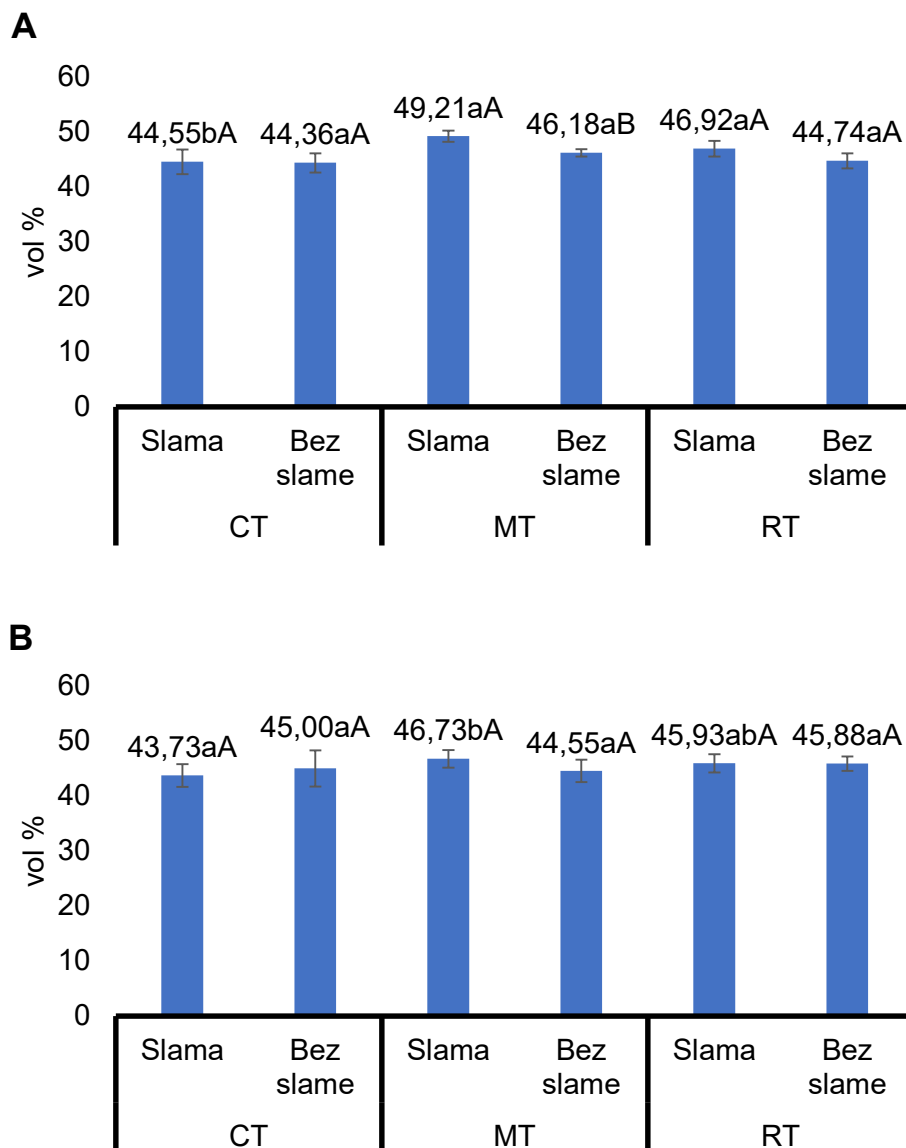 A
60
50
40
30
20
10
0
vol %
44,55bA
44,36aA
49,21aA
46,18aB
46,92aA
44,74aA
Slama
Bez
slame
Slama
Bez
slame
Slama
Bez
slame
CT
MT
RT
B
60
50
40
30
20
10
0
vol %
43,73aA
45,00aA
46,73bA
44,55aA
45,93abA
45,88aA
Slama
Bez
slame
Slama
Bez
slame
Slama
Bez
slame
CT
MT
RT